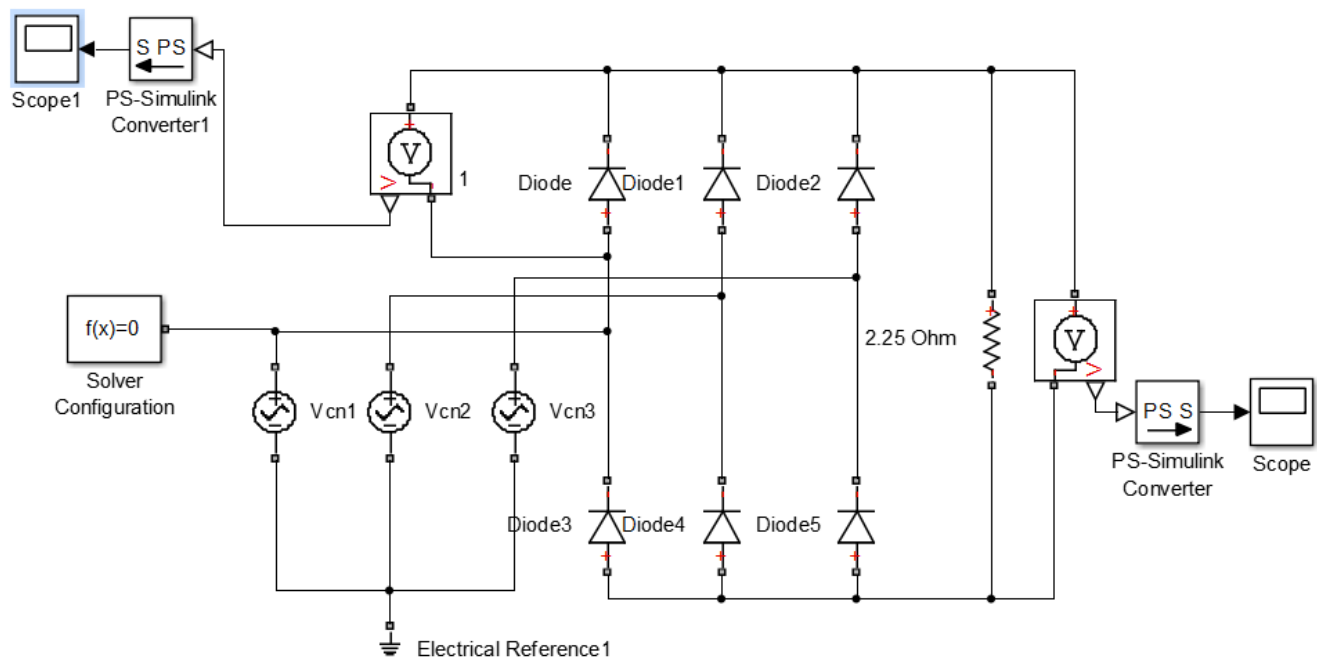 S PS
Scope1
PS-Simulink
Converter1
+
V
1
Diode
Diode1
Diode2
+
+
+
f(x)=0
Solver
Configuration
2.25 Ohm
+
+
V
Vcn1
Vcn2
Vcn3
PS S
PS-Simulink
Converter
Scope
Diode3
Diode4
Diode5
+
+
+
Electrical Reference1